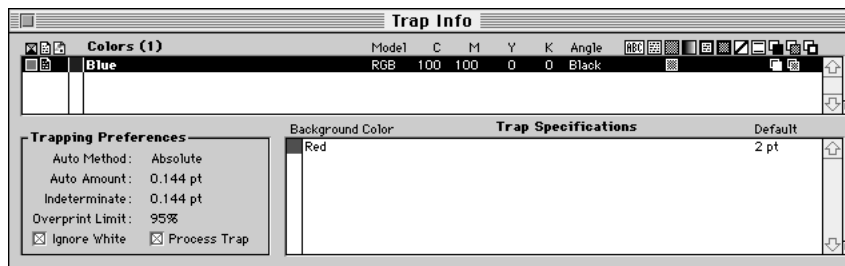 Trap Info
Colors (1) Model C M Y K Angle ABC
Blue RGB 100 100 0 0 Black
Trapping Preferences
Auto Method: Absolute
Auto Amount: 0.144 pt
Indeterminate: 0.144 pt
Overprint Limit: 95%
Ignore White Process Trap
Background Color Trap Specifications Default
Red 2 pt